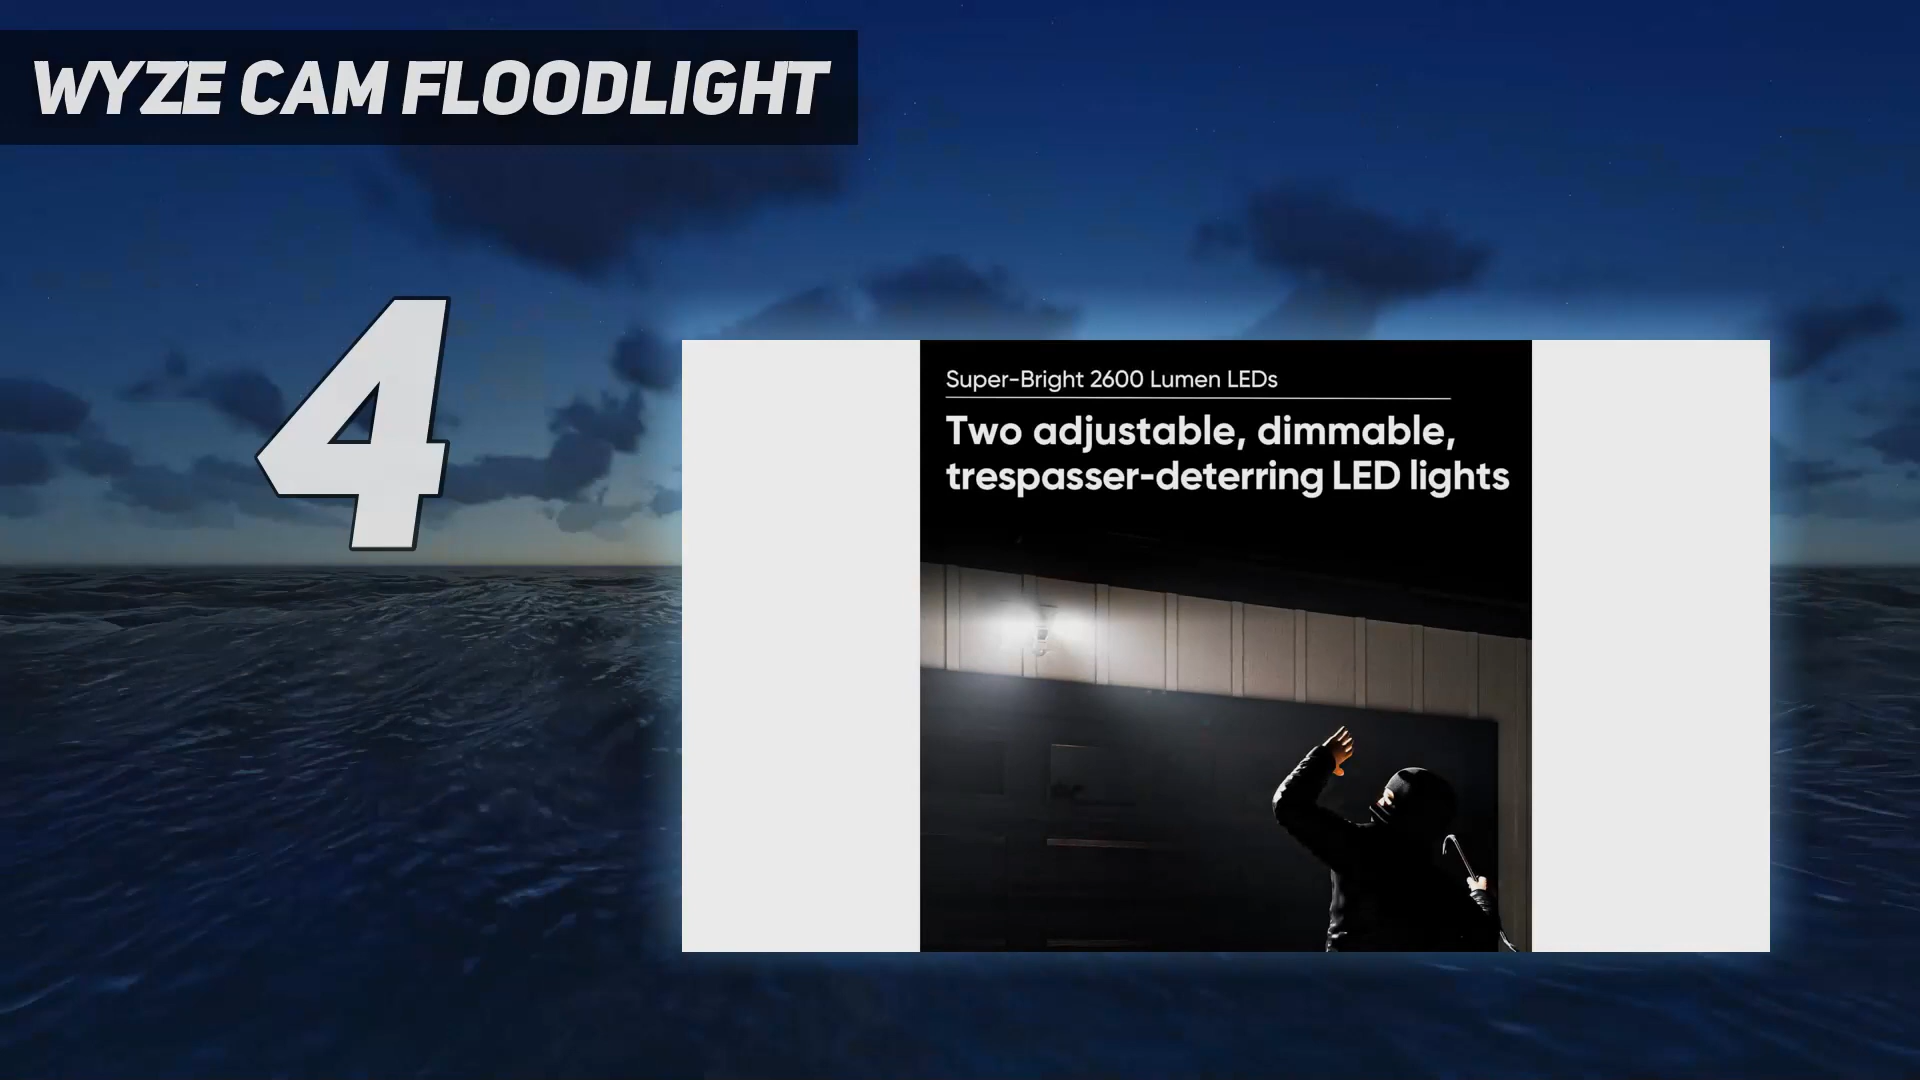 WYZE CAM FLOODLIGHT
4
Super-Bright 2600 Lumen LEDs
Two adjustable, dimmable,
trespasser-deterring LED lights